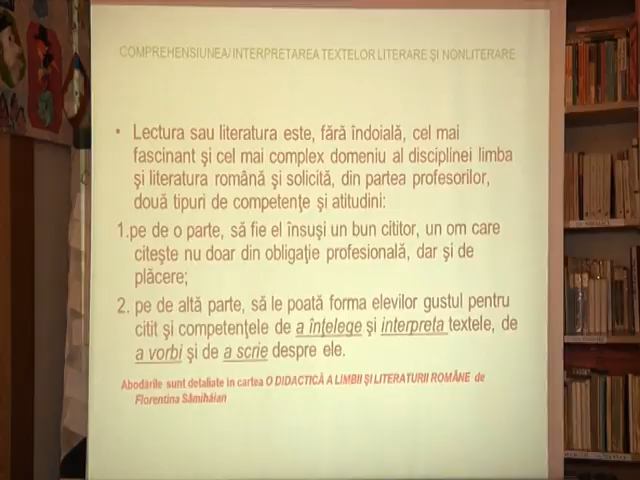 COMPREHENSIUNEA/ INTERPRETAREA TEXTELOR LITERARE ŞI NONLITERARE
• Lectura sau literatura este, fără îndoială, cel mai
fascinant şi cel mai complex domeniu al disciplinei limba
şi literatura română şi solicită, din partea profesorilor,
două tipuri de competenţe şi atitudini:
1.pe de o parte, să fie el însuşi un bun cititor, un om care
citeşte nu doar din obligaţie profesională, dar şi de
plăcere;
2. pe de altă parte, să le poată forma elevilor gustul pentru
citit şi competenţele de a înţelege şi interpreta textele, de
a vorbi şi de a scrie despre ele.
Abodările sunt detaliate în cartea O DIDACTICĂ A LIMBII ŞI LITERATURII ROMÂNE de
Florentina Sâmihăian